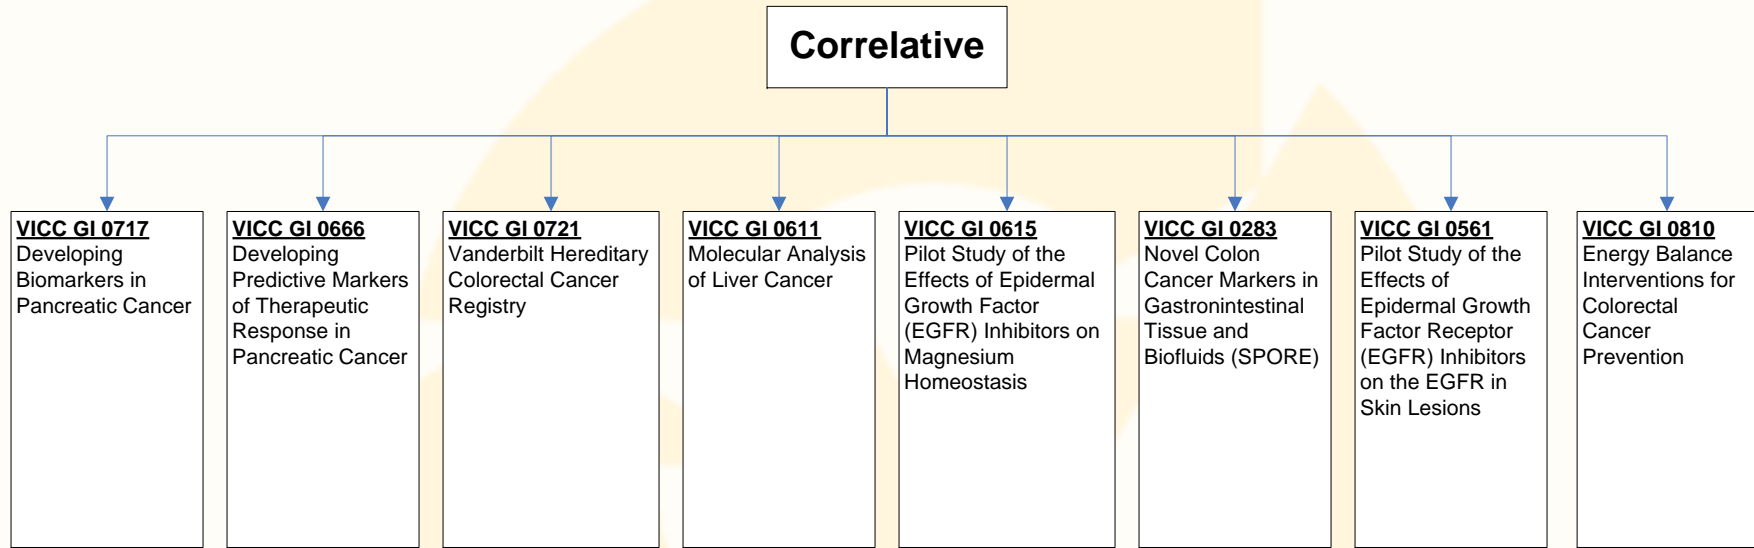 Correlative
VICC GI 0717
Developing
Biomarkers in
Pancreatic Cancer
VICC GI 0666
Developing
Predictive Markers
of Therapeutic
Response in
Pancreatic Cancer
VICC GI 0721
Vanderbilt Hereditary
Colorectal Cancer
Registry
VICC GI 0611
Molecular Analysis
of Liver Cancer
VICC GI 0615
Pilot Study of the
Effects of Epidermal
Growth Factor
(EGFR) Inhibitors on
Magnesium
Homeostasis
VICC GI 0283
Novel Colon
Cancer Markers in
Gastronintestinal
Tissue and
Biofluids (SPORE)
VICC GI 0561
Pilot Study of the
Effects of
Epidermal Growth
Factor Receptor
(EGFR) Inhibitors
on the EGFR in
Skin Lesions
VICC GI 0810
Energy Balance
Interventions for
Colorectal
Cancer
Prevention